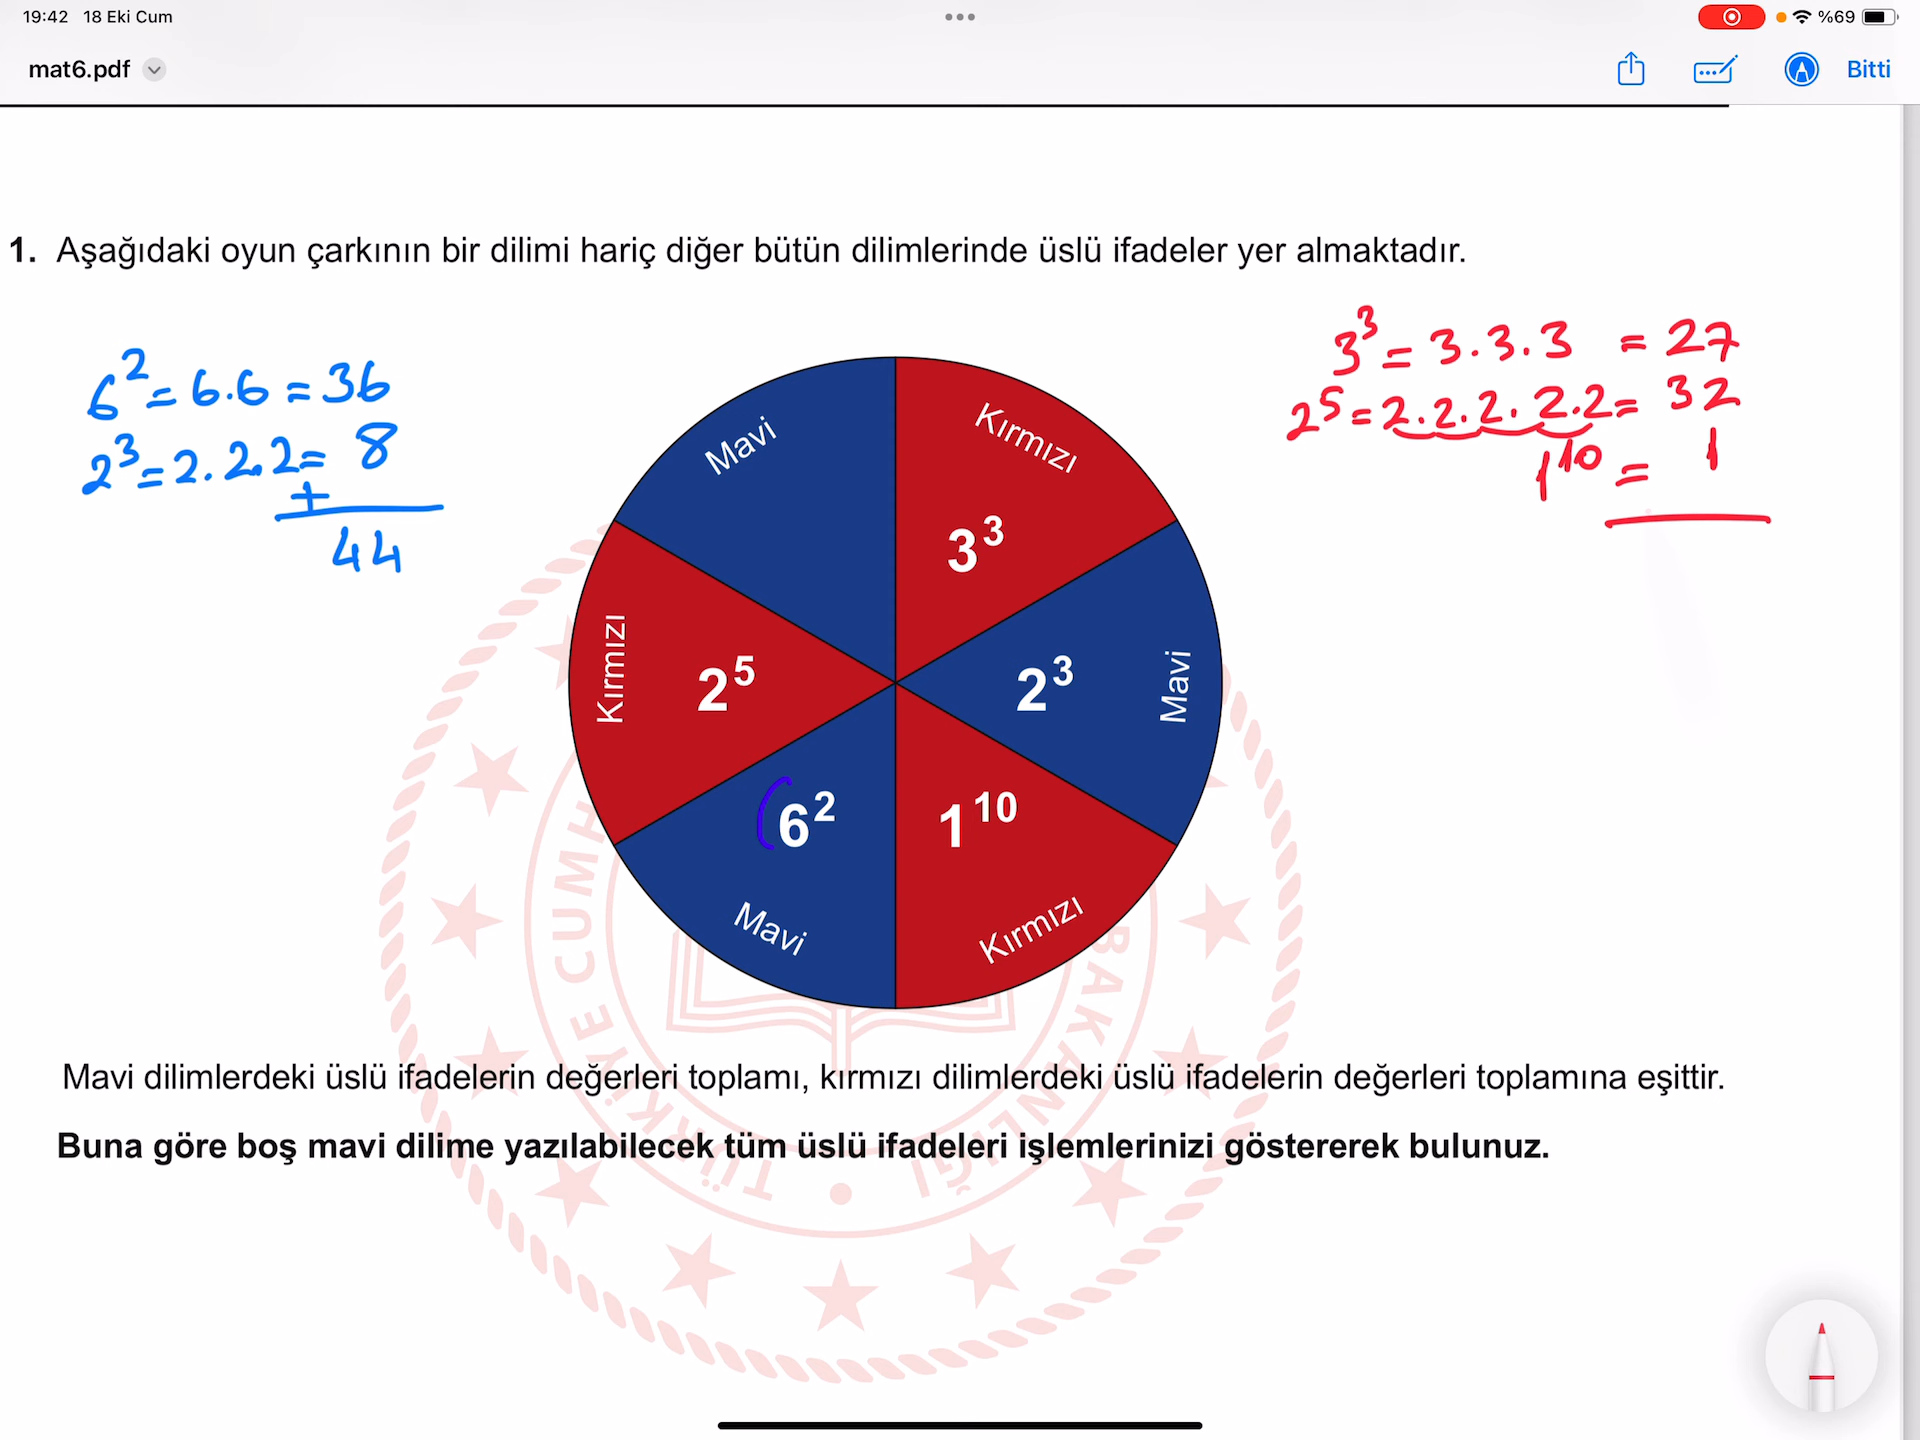 19:42 18 Eki Cum
%69
mat6.pdf
Bitti
1. Aşağıdaki oyun çarkının bir dilimi hariç diğer bütün dilimlerinde üslü ifadeler yer almaktadır.
6² = 6.6 = 36
2³ = 2.2.2 = 8
+
44
3³ = 3.3.3 = 27
2⁵ = 2.2.2.2.2 = 32
1¹⁰ = 1
Mavi
Kırmızı
3³
Kırmızı
2⁵
2³
Mavi
6²
1¹⁰
Mavi
Kırmızı
TÜRKİYE CUMH
BAKANLIĞI
Mavi dilimlerdeki üslü ifadelerin değerleri toplamı, kırmızı dilimlerdeki üslü ifadelerin değerleri toplamına eşittir.
Buna göre boş mavi dilime yazılabilecek tüm üslü ifadeleri işlemlerinizi göstererek bulunuz.